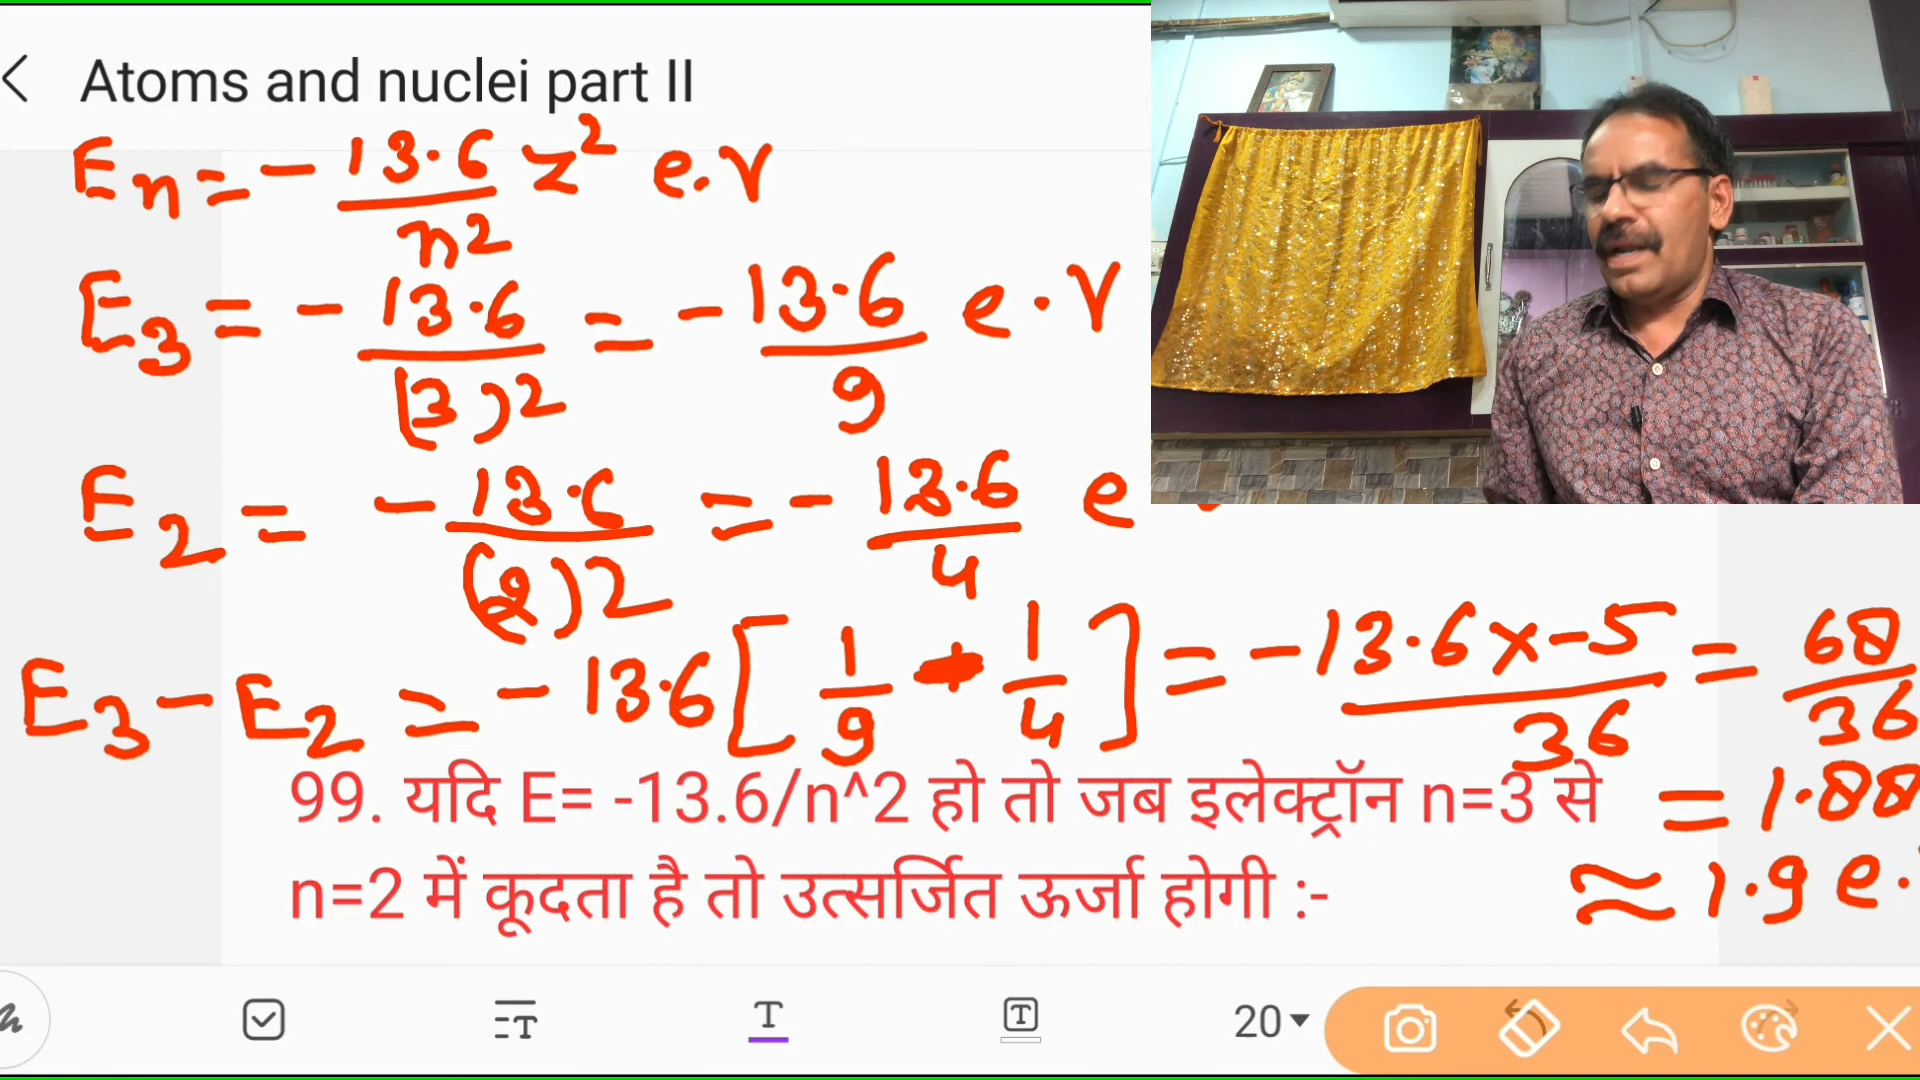 Atoms and nuclei part II
En = - 13.6/n² z² e.V
E3 = - 13.6/(3)² = - 13.6/9 e.V
E2 = - 13.6/(2)² = - 13.6/4 e
E3 - E2 = - 13.6 [ 1/9 - 1/4 ] = - 13.6 x -5/36 = 68/36
= 1.88
≈ 1.9 e.
99. यदि E= -13.6/n^2 हो तो जब इलेक्ट्रॉन n=3 से
n=2 में कूदता है तो उत्सर्जित ऊर्जा होगी :-
T
T
T
20